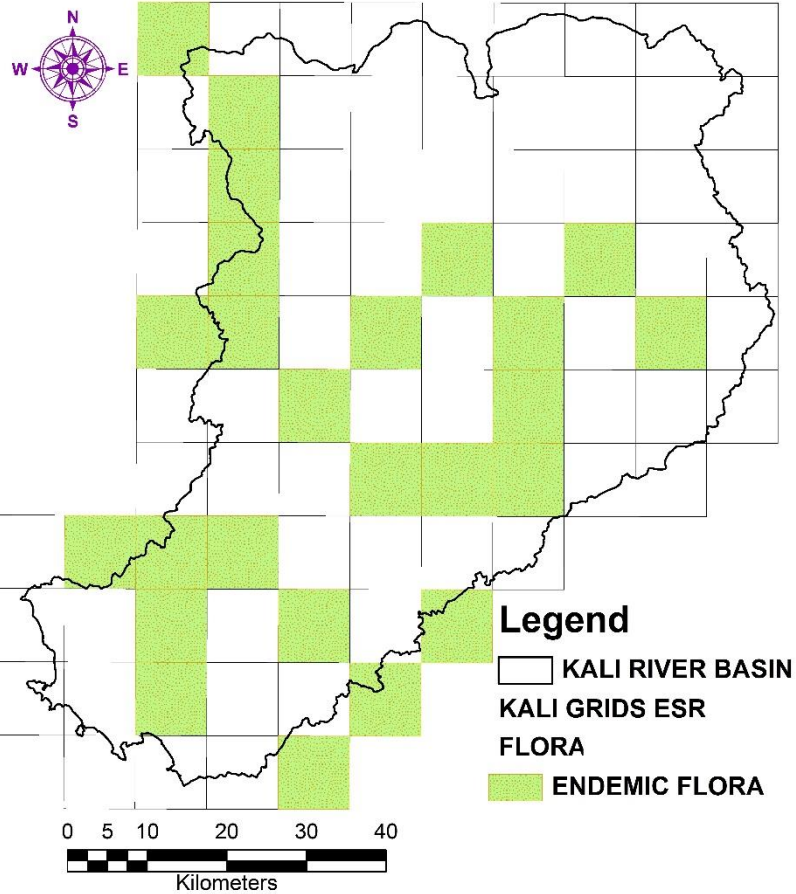 N
W E
S
Legend
KALI RIVER BASIN
KALI GRIDS ESR
FLORA
ENDEMIC FLORA
0 5 10 20 30 40
Kilometers